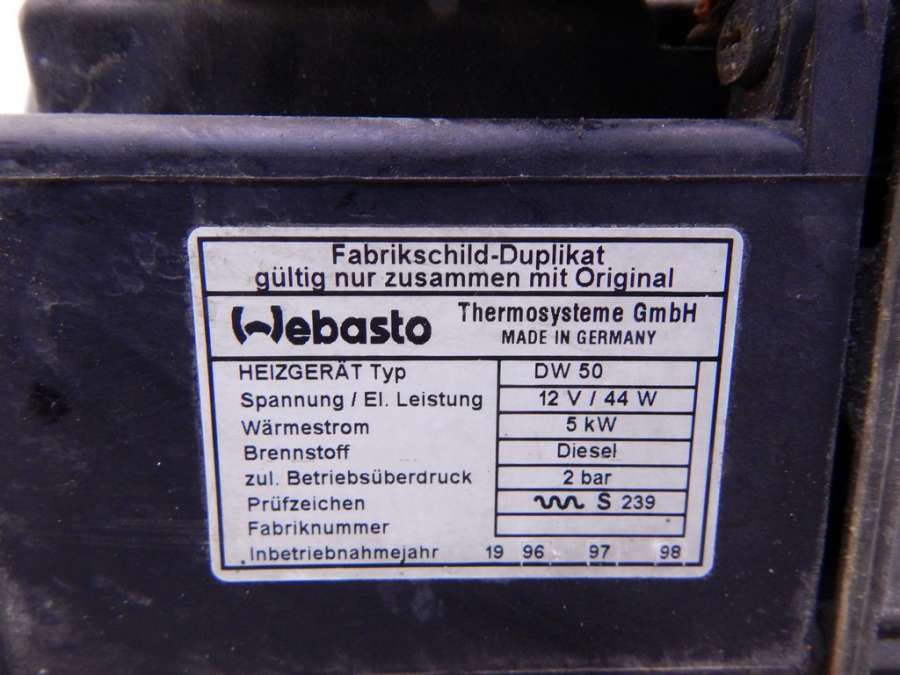 Fabrikschild-Duplikat
gültig nur zusammen mit Original
Webasto Thermosysteme GmbH
MADE IN GERMANY
HEIZGERÄT Typ DW 50
Spannung / El. Leistung 12 V / 44 W
Wärmestrom 5 kW
Brennstoff Diesel
zul. Betriebsüberdruck 2 bar
Prüfzeichen S 239
Fabriknummer
Inbetriebnahmejahr 19 96 97 98